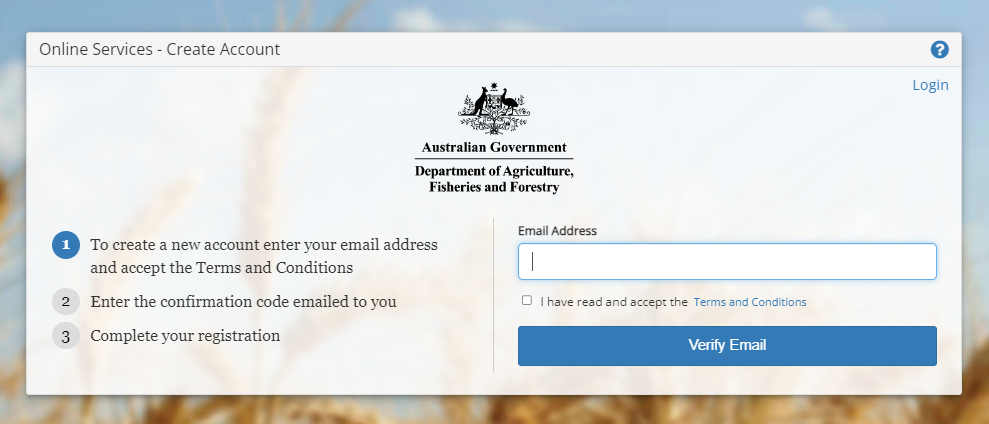 Online Services - Create Account
?
Login
Australian Government
Department of Agriculture,
Fisheries and Forestry
1 To create a new account enter your email address
and accept the Terms and Conditions
2 Enter the confirmation code emailed to you
3 Complete your registration
Email Address
I have read and accept the Terms and Conditions
Verify Email